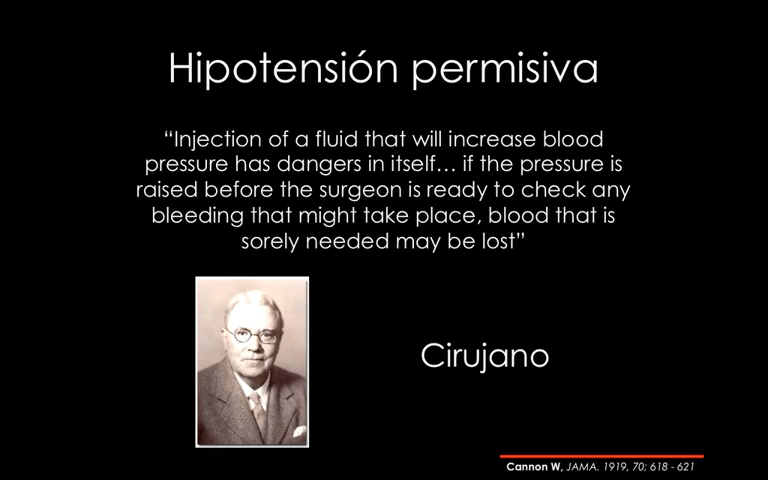 Hipotensión permisiva
“Injection of a fluid that will increase blood
pressure has dangers in itself… if the pressure is
raised before the surgeon is ready to check any
bleeding that might take place, blood that is
sorely needed may be lost”
Cirujano
Cannon W, JAMA. 1919, 70; 618 - 621